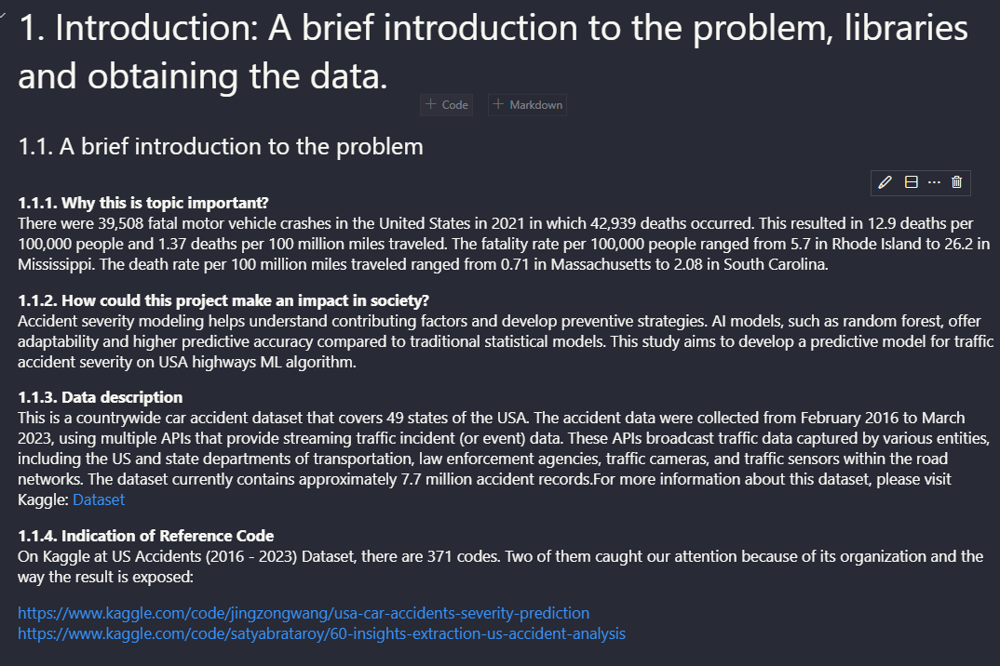 1. Introduction: A brief introduction to the problem, libraries
and obtaining the data.
+ Code + Markdown
1.1. A brief introduction to the problem
1.1.1. Why this is topic important?
There were 39,508 fatal motor vehicle crashes in the United States in 2021 in which 42,939 deaths occurred. This resulted in 12.9 deaths per
100,000 people and 1.37 deaths per 100 million miles traveled. The fatality rate per 100,000 people ranged from 5.7 in Rhode Island to 26.2 in
Mississippi. The death rate per 100 million miles traveled ranged from 0.71 in Massachusetts to 2.08 in South Carolina.
1.1.2. How could this project make an impact in society?
Accident severity modeling helps understand contributing factors and develop preventive strategies. AI models, such as random forest, offer
adaptability and higher predictive accuracy compared to traditional statistical models. This study aims to develop a predictive model for traffic
accident severity on USA highways ML algorithm.
1.1.3. Data description
This is a countrywide car accident dataset that covers 49 states of the USA. The accident data were collected from February 2016 to March
2023, using multiple APIs that provide streaming traffic incident (or event) data. These APIs broadcast traffic data captured by various entities,
including the US and state departments of transportation, law enforcement agencies, traffic cameras, and traffic sensors within the road
networks. The dataset currently contains approximately 7.7 million accident records.For more information about this dataset, please visit
Kaggle: Dataset
1.1.4. Indication of Reference Code
On Kaggle at US Accidents (2016 - 2023) Dataset, there are 371 codes. Two of them caught our attention because of its organization and the
way the result is exposed:
https://www.kaggle.com/code/jingzongwang/usa-car-accidents-severity-prediction
https://www.kaggle.com/code/satyabrataroy/60-insights-extraction-us-accident-analysis